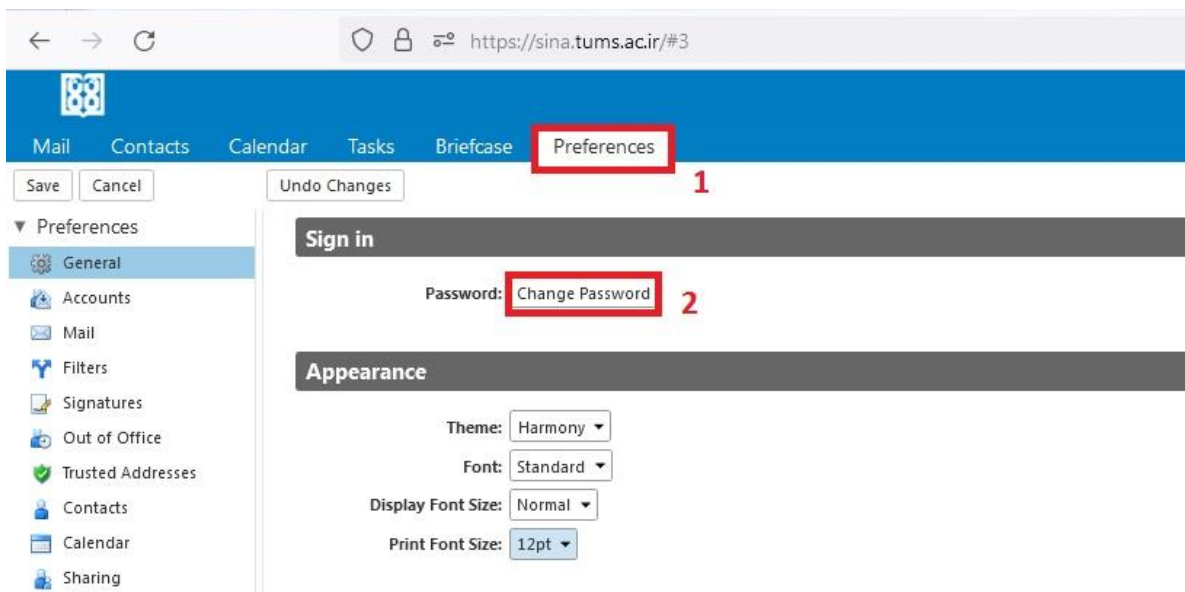 https://sina.tums.ac.ir/#3
Mail Contacts Calendar Tasks Briefcase Preferences
1
Save Cancel Undo Changes
Preferences
General
Accounts
Mail
Filters
Signatures
Out of Office
Trusted Addresses
Contacts
Calendar
Sharing
Sign in
Password: Change Password
2
Appearance
Theme: Harmony
Font: Standard
Display Font Size: Normal
Print Font Size: 12pt